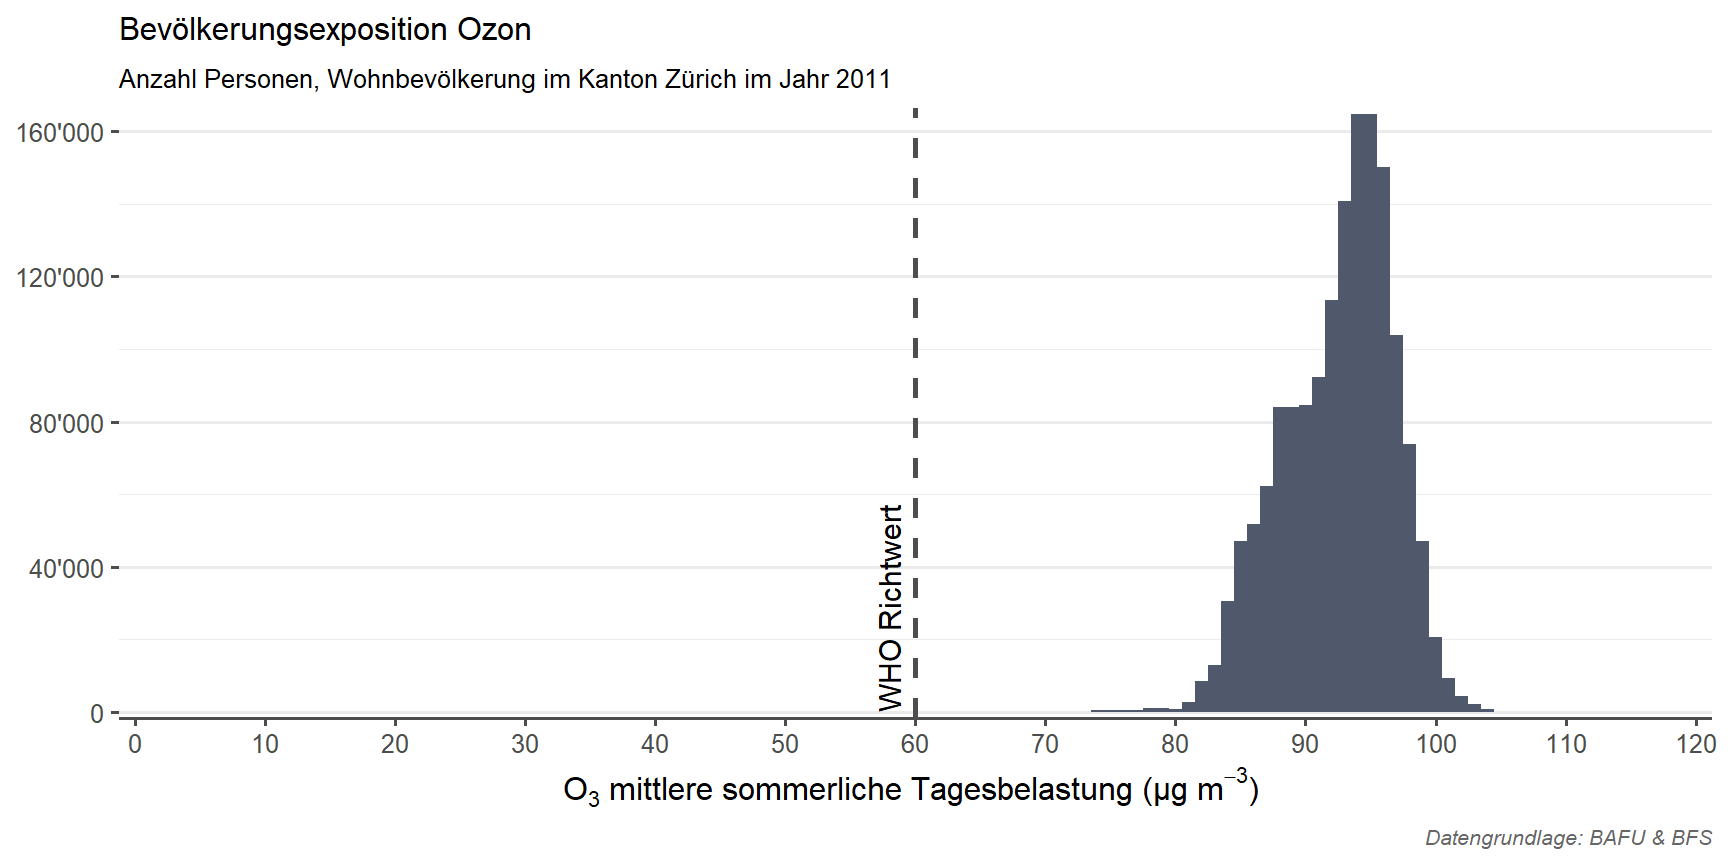 Bevölkerungsexposition Ozon
Anzahl Personen, Wohnbevölkerung im Kanton Zürich im Jahr 2011
160'000
120'000
80'000
40'000
0
WHO Richtwert
0 10 20 30 40 50 60 70 80 90 100 110 120
O₃ mittlere sommerliche Tagesbelastung (µg m⁻³)
Datengrundlage: BAFU & BFS